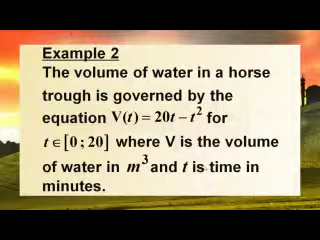 Example 2
The volume of water in a horse
trough is governed by the
equation V(t) = 20t − t² for
t ∈ [0 ; 20] where V is the volume
of water in m³ and t is time in
minutes.